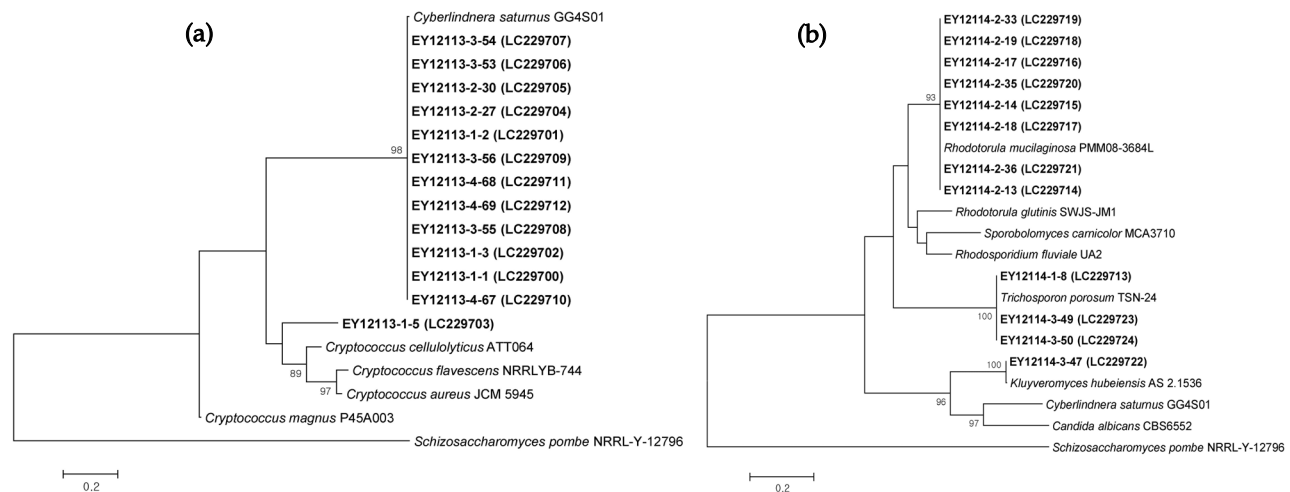 (a)
Cyberlindnera saturnus GG4S01
EY12113-3-54 (LC229707)
EY12113-3-53 (LC229706)
EY12113-2-30 (LC229705)
EY12113-2-27 (LC229704)
EY12113-1-2 (LC229701)
98
EY12113-3-56 (LC229709)
EY12113-4-68 (LC229711)
EY12113-4-69 (LC229712)
EY12113-3-55 (LC229708)
EY12113-1-3 (LC229702)
EY12113-1-1 (LC229700)
EY12113-4-67 (LC229710)
EY12113-1-5 (LC229703)
Cryptococcus cellulolyticus ATT064
89
Cryptococcus flavescens NRRLYB-744
97
Cryptococcus aureus JCM 5945
Cryptococcus magnus P45A003
Schizosaccharomyces pombe NRRL-Y-12796
0.2
(b)
EY12114-2-33 (LC229719)
EY12114-2-19 (LC229718)
EY12114-2-17 (LC229716)
EY12114-2-35 (LC229720)
93
EY12114-2-14 (LC229715)
EY12114-2-18 (LC229717)
Rhodotorula mucilaginosa PMM08-3684L
EY12114-2-36 (LC229721)
EY12114-2-13 (LC229714)
Rhodotorula glutinis SWJS-JM1
Sporobolomyces carnicolor MCA3710
Rhodosporidium fluviale UA2
EY12114-1-8 (LC229713)
Trichosporon porosum TSN-24
100
EY12114-3-49 (LC229723)
EY12114-3-50 (LC229724)
100
EY12114-3-47 (LC229722)
Kluyveromyces hubeiensis AS 2.1536
96
Cyberlindnera saturnus GG4S01
97
Candida albicans CBS6552
Schizosaccharomyces pombe NRRL-Y-12796
0.2